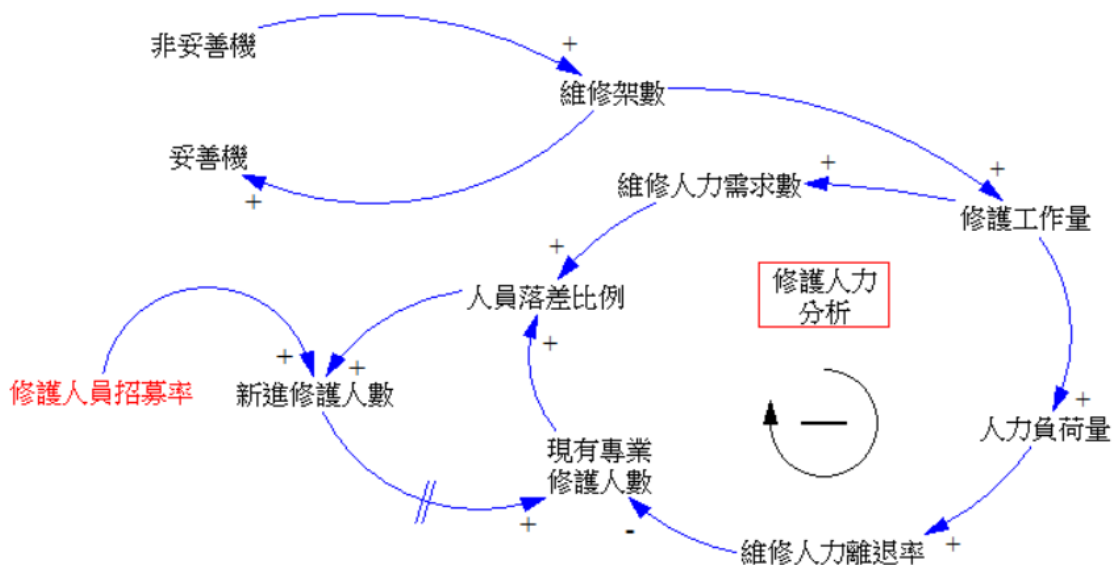 非妥善機
+
維修架數
妥善機
+
維修人力需求數
+
+
修護工作量
+
人員落差比例
修護人力
分析
+
修護人員招募率
+
+
新進修護人數
+
人力負荷量
現有專業
修護人數
+
-
維修人力離退率
+